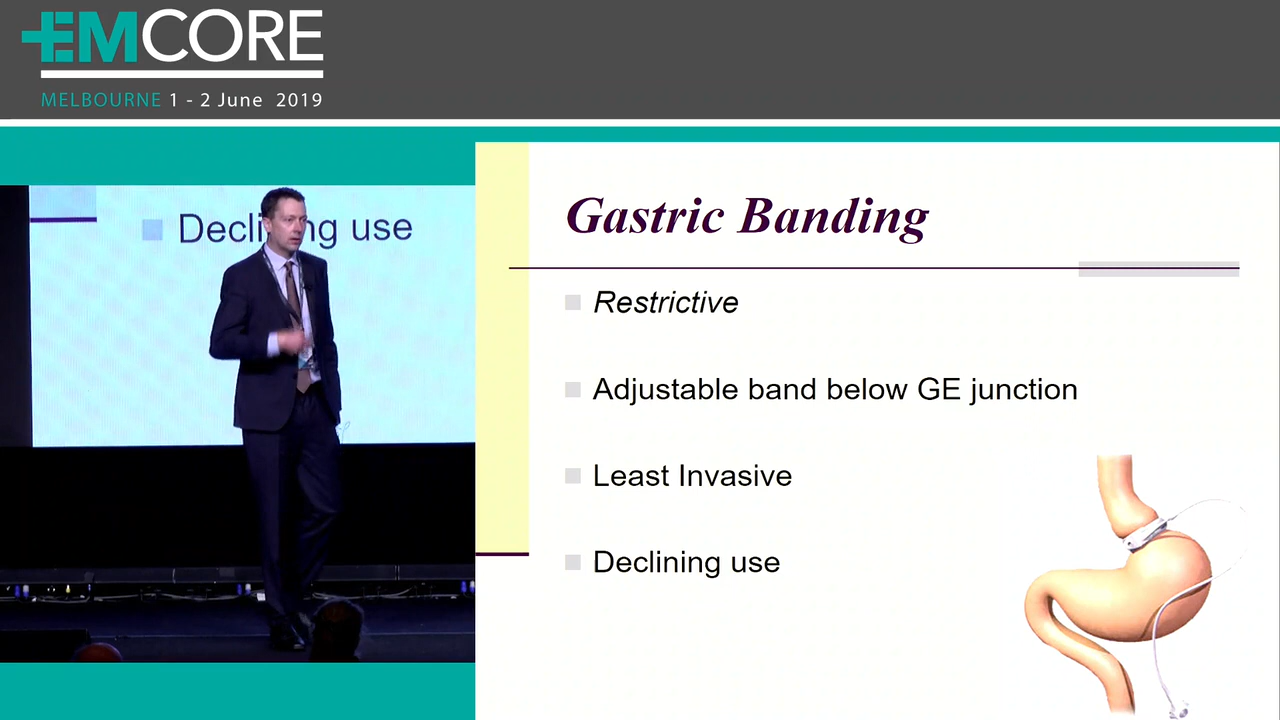 EMCORE
MELBOURNE 1 - 2 June 2019
Declining use
Gastric Banding
Restrictive
Adjustable band below GE junction
Least Invasive
Declining use